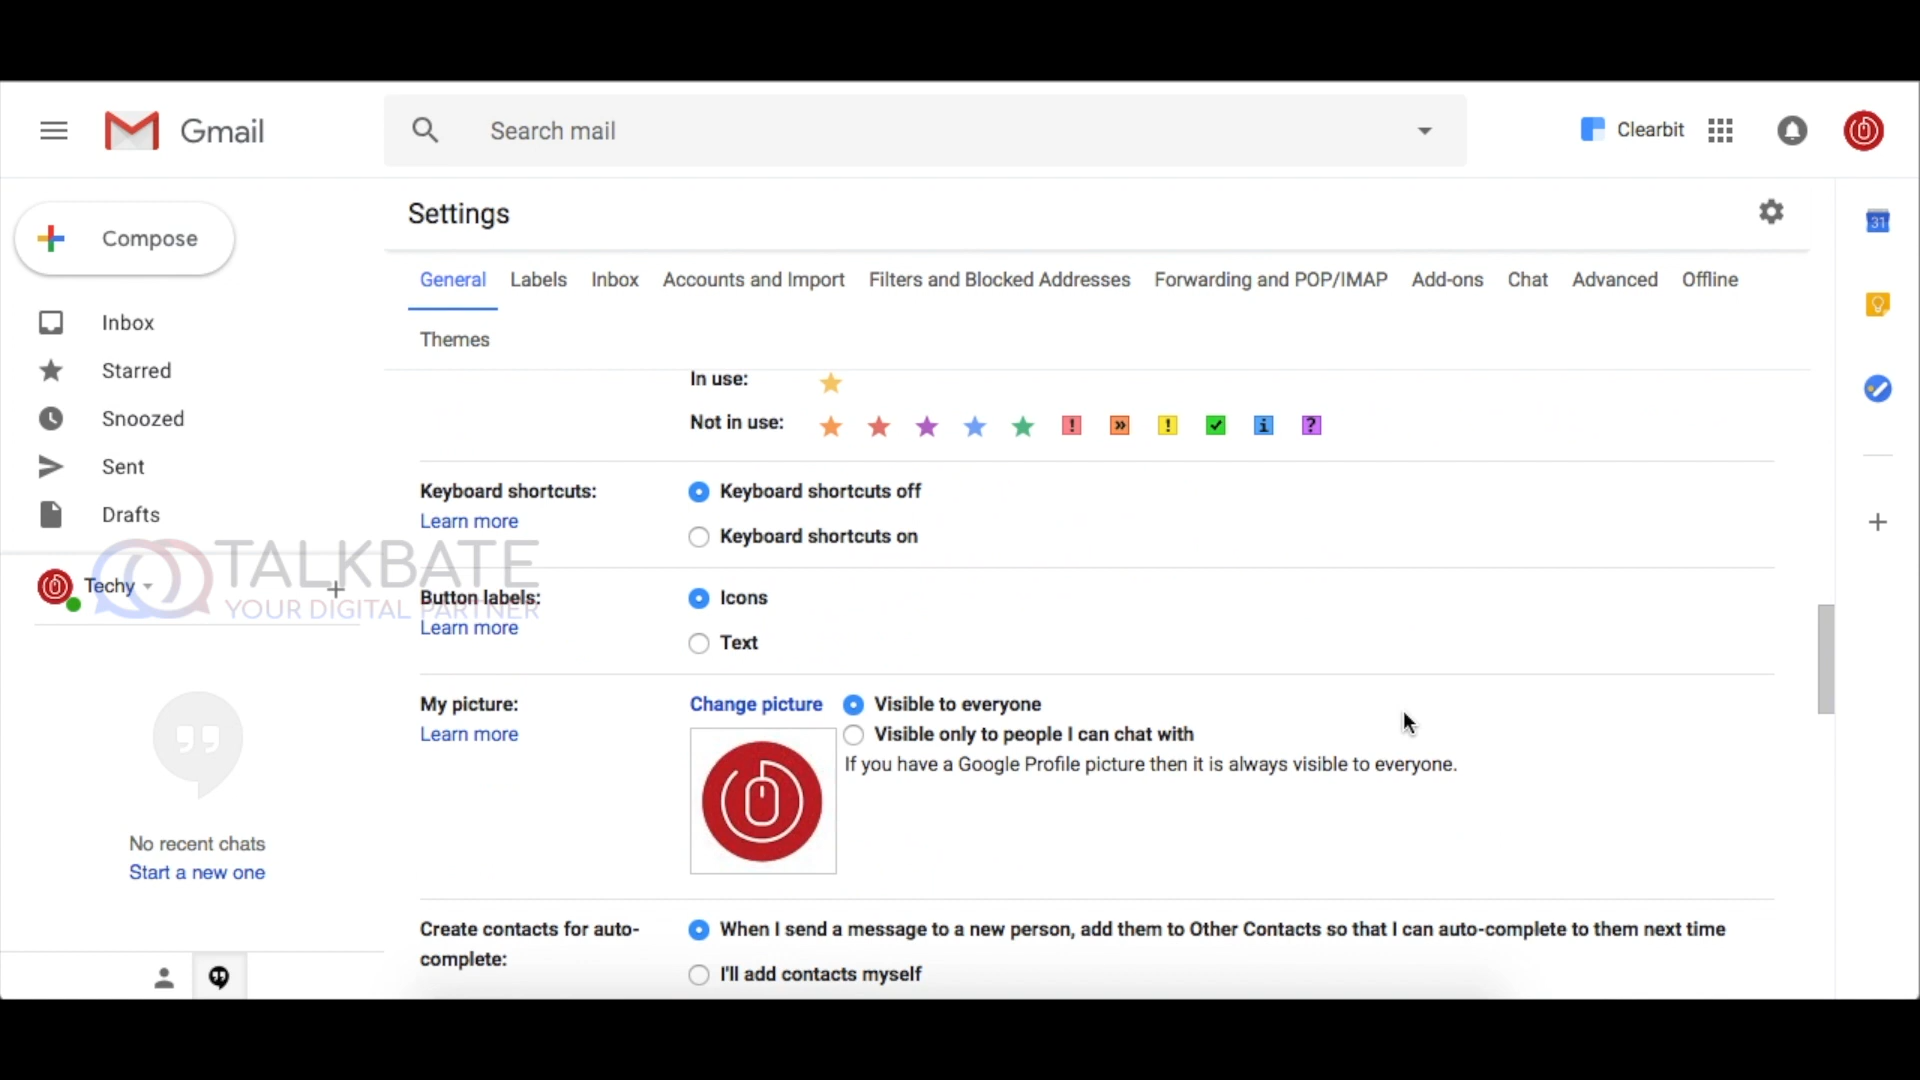 Gmail
Search mail
Clearbit
Compose
Inbox
Starred
Snoozed
Sent
Drafts
Techy
No recent chats
Start a new one
Settings
General Labels Inbox Accounts and Import Filters and Blocked Addresses Forwarding and POP/IMAP Add-ons Chat Advanced Offline
Themes
In use:
Not in use: ! » ! ✓ i ?
Keyboard shortcuts: Keyboard shortcuts off
Learn more
Keyboard shortcuts on
Button labels: Icons
Learn more
Text
My picture: Change picture Visible to everyone
Learn more Visible only to people I can chat with
If you have a Google Profile picture then it is always visible to everyone.
Create contacts for auto- When I send a message to a new person, add them to Other Contacts so that I can auto-complete to them next time
complete:
I'll add contacts myself
TALKBATE
YOUR DIGITAL PARTNER
31